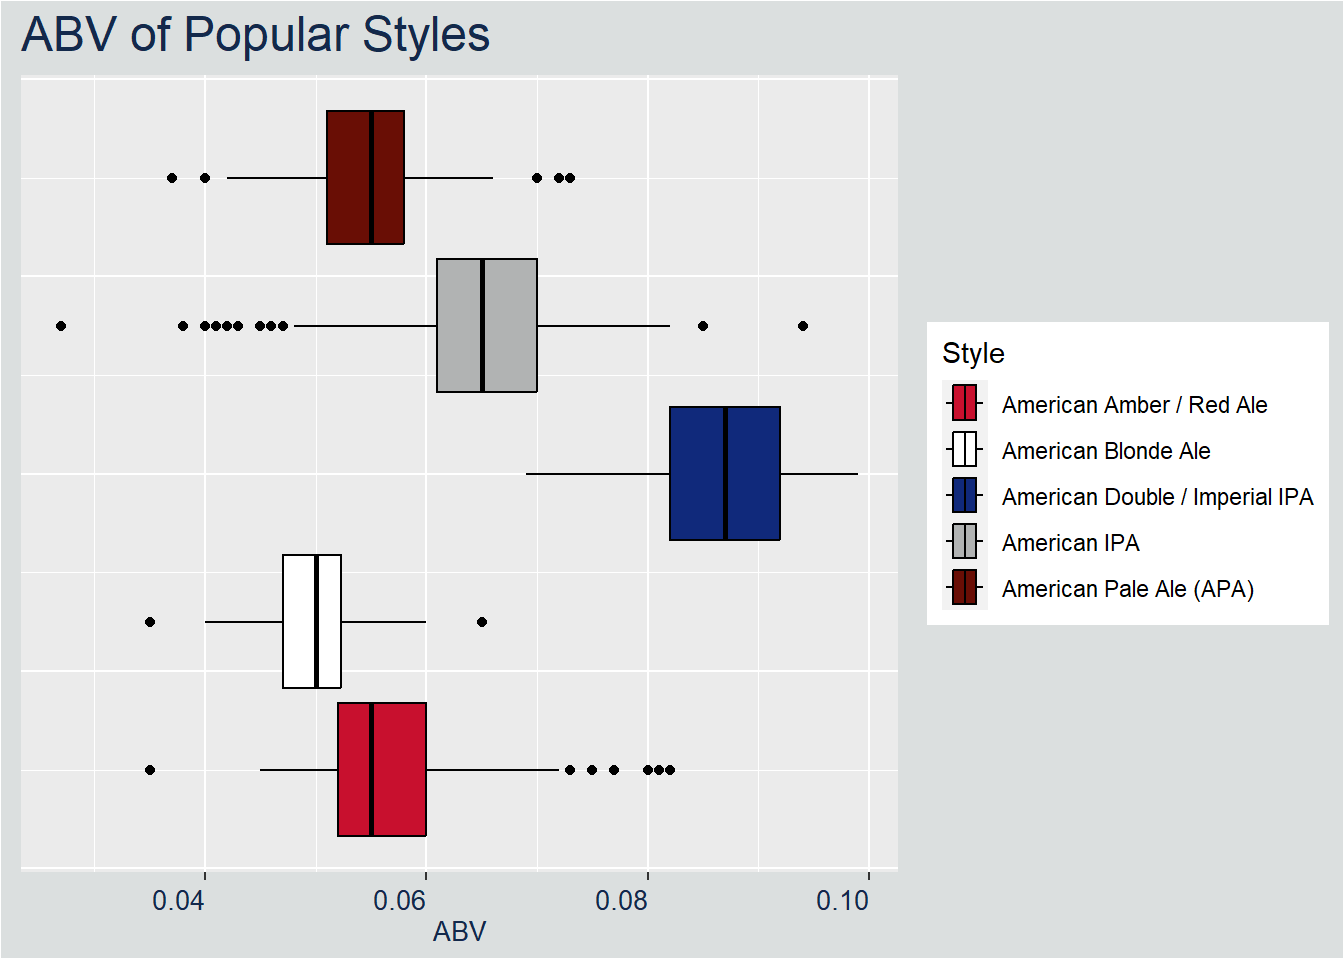 ABV of Popular Styles
Style
American Amber / Red Ale
American Blonde Ale
American Double / Imperial IPA
American IPA
American Pale Ale (APA)
0.04 0.06 0.08 0.10
ABV